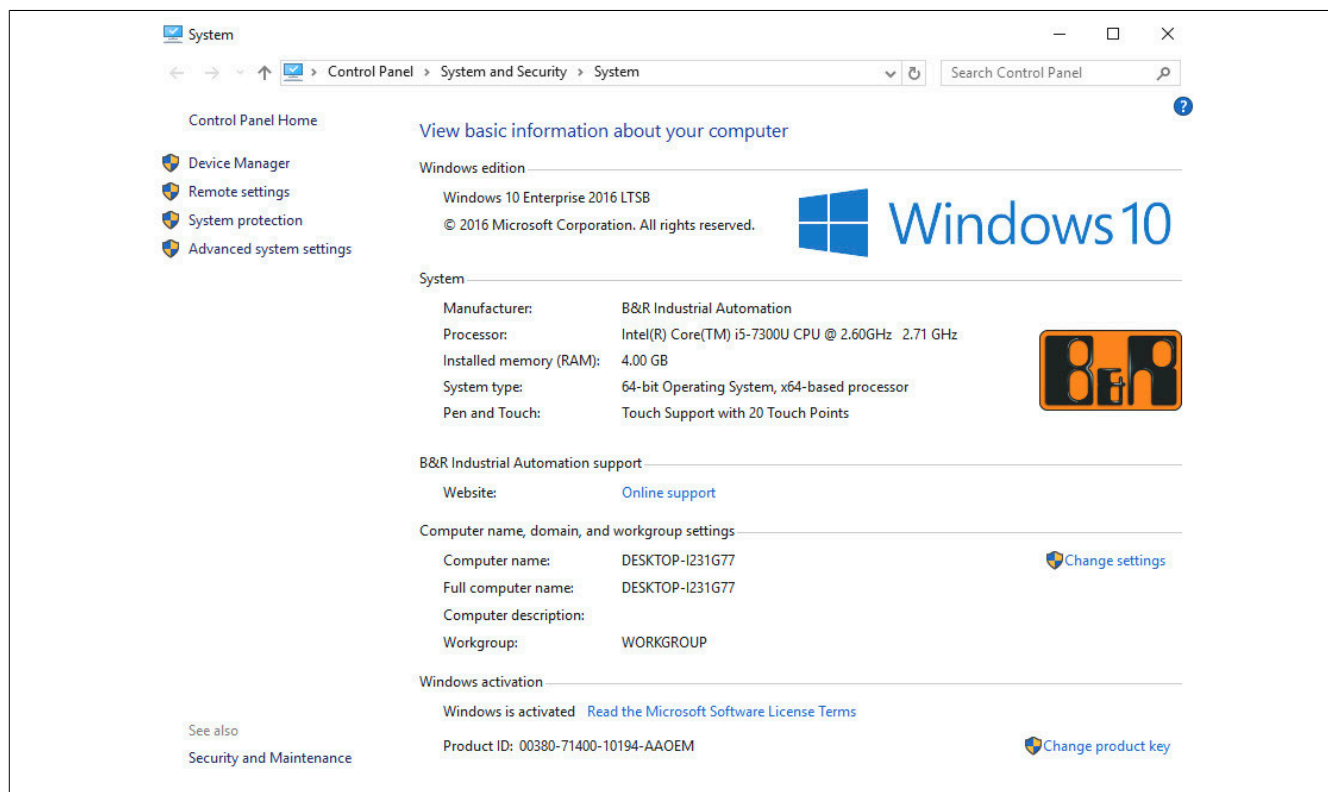 System
Control Panel > System and Security > System
Search Control Panel
?
Control Panel Home
Device Manager
Remote settings
System protection
Advanced system settings
View basic information about your computer
Windows edition
Windows 10 Enterprise 2016 LTSB
© 2016 Microsoft Corporation. All rights reserved.
Windows 10
System
Manufacturer: B&R Industrial Automation
Processor: Intel(R) Core(TM) i5-7300U CPU @ 2.60GHz 2.71 GHz
Installed memory (RAM): 4.00 GB
System type: 64-bit Operating System, x64-based processor
Pen and Touch: Touch Support with 20 Touch Points
B&R
B&R Industrial Automation support
Website: Online support
Computer name, domain, and workgroup settings
Computer name: DESKTOP-I231G77 Change settings
Full computer name: DESKTOP-I231G77
Computer description:
Workgroup: WORKGROUP
Windows activation
Windows is activated Read the Microsoft Software License Terms
Product ID: 00380-71400-10194-AAOEM Change product key
See also
Security and Maintenance